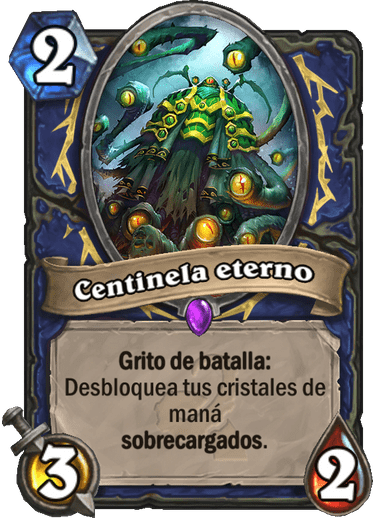 2
Centinela eterno
Grito de batalla:
Desbloquea tus cristales de
maná
sobrecargados.
3
2